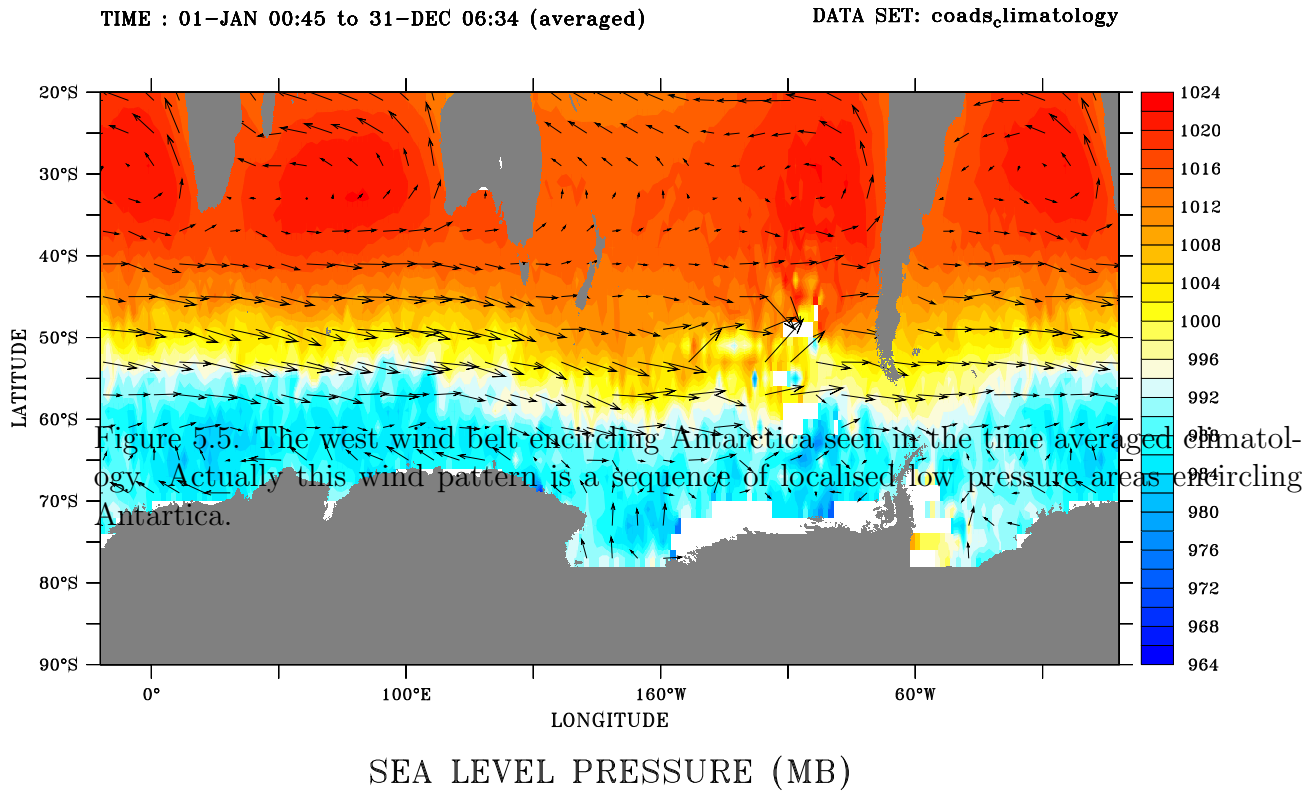 TIME : 01-JAN 00:45 to 31-DEC 06:34 (averaged)
DATA SET: coads_climatology
20°S
30°S
40°S
50°S
60°S
70°S
80°S
90°S
LATITUDE
0°
100°E
160°W
60°W
LONGITUDE
1024
1020
1016
1012
1008
1004
1000
996
992
988
984
980
976
972
968
964
Figure 5.5. The west wind belt encircling Antarctica seen in the time averaged climatol-
ogy. Actually this wind pattern is a sequence of localised low pressure areas encircling
Antartica.
SEA LEVEL PRESSURE (MB)